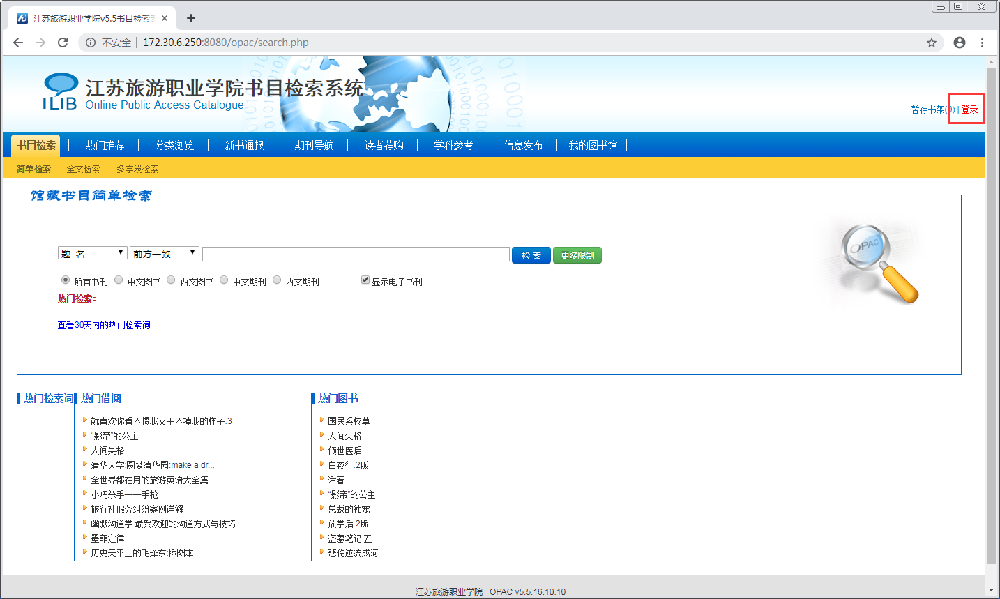 江苏旅游职业学院v5.5书目检索系
不安全 172.30.6.250:8080/opac/search.php
ILIB
江苏旅游职业学院书目检索系统
Online Public Access Catalogue
暂存书架(0) | 登录
书目检索 热门推荐 分类浏览 新书通报 期刊导航 读者荐购 学科参考 信息发布 我的图书馆
简单检索 全文检索 多字段检索
馆藏书目简单检索
OPAC
题 名 前方一致 检 索 更多限制
所有书刊 中文图书 西文图书 中文期刊 西文期刊 显示电子书刊
热门检索：
查看30天内的热门检索词
热门检索词
热门借阅
就喜欢你看不惯我又干不掉我的样子.3
“影帝”的公主
人间失格
清华大学:圆梦清华园:make a dr...
全世界都在用的旅游英语大全集
小巧杀手——手枪
旅行社服务纠纷案例详解
幽默沟通学:最受欢迎的沟通方式与技巧
墨菲定律
历史天平上的毛泽东:插图本
热门图书
国民系校草
人间失格
倾世医后
白夜行.2版
活着
“影帝”的公主
总裁的独宠
放学后.2版
盗墓笔记 五
悲伤逆流成河
江苏旅游职业学院 OPAC v5.5.16.10.10